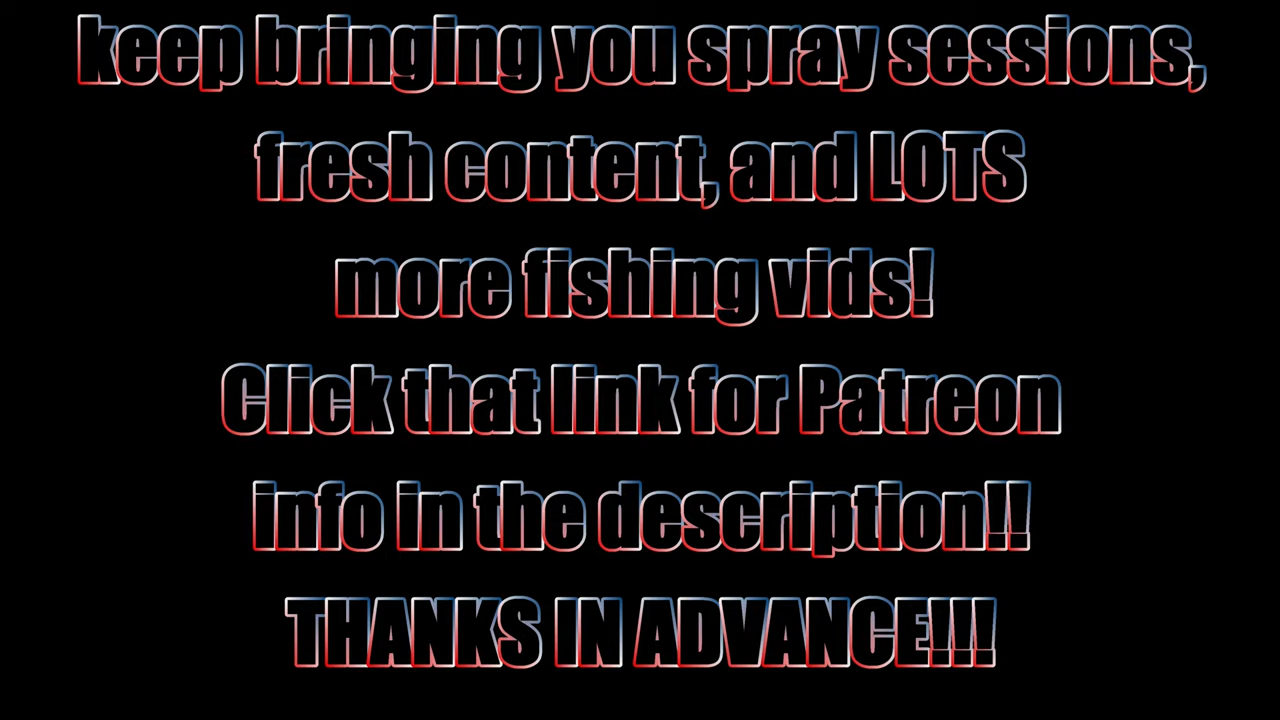 keep bringing you spray sessions,
fresh content, and LOTS
more fishing vids!
Click that link for Patreon
info in the description!!
THANKS IN ADVANCE!!!